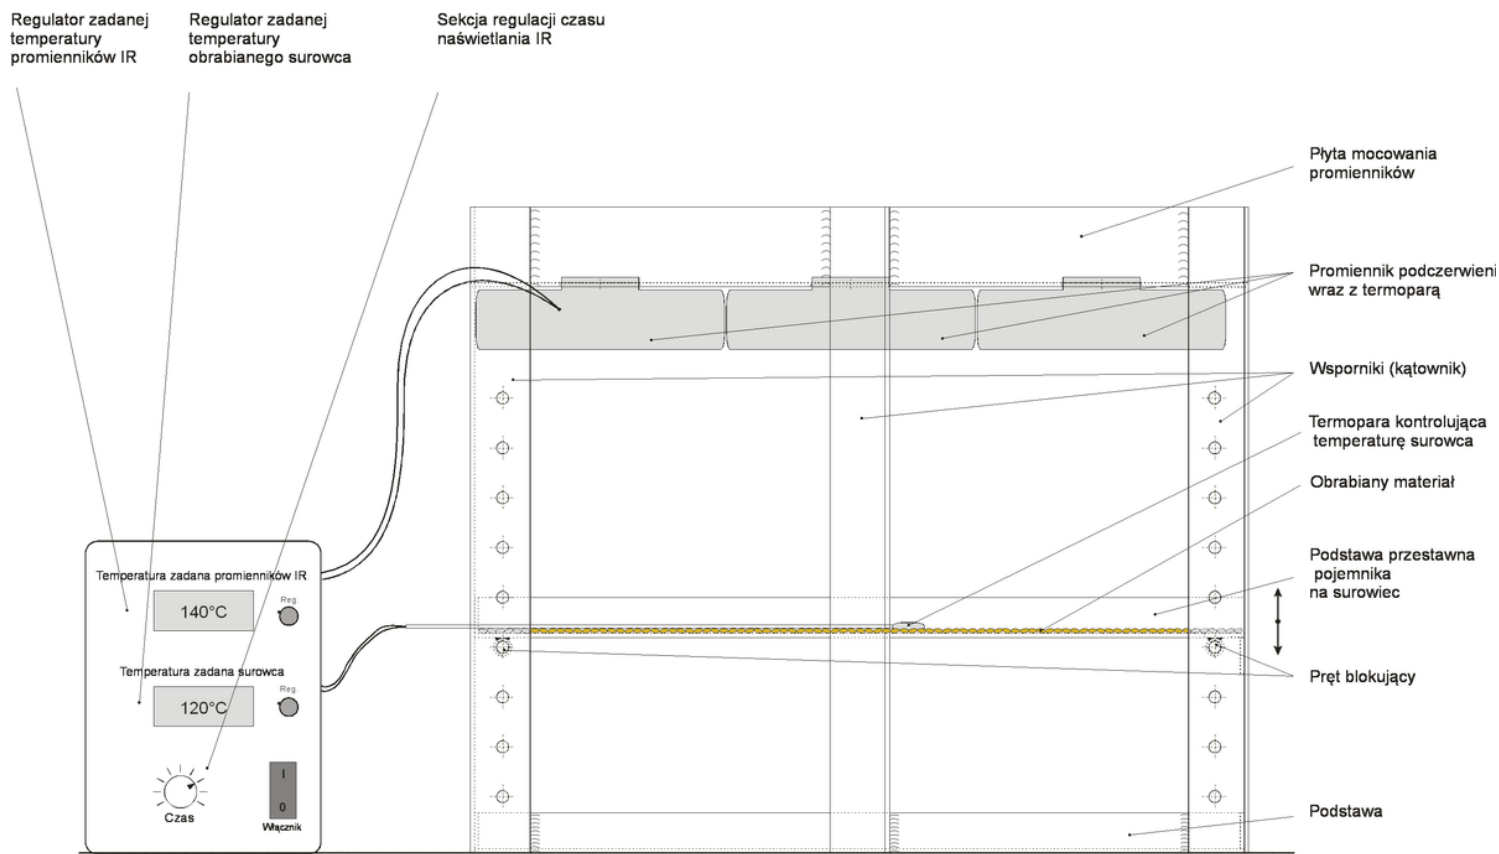 Regulator zadanej
temperatury
promienników IR
Regulator zadanej
temperatury
obrabianego surowca
Sekcja regulacji czasu
naświetlania IR
Płyta mocowania
promienników
Promiennik podczerwieni
wraz z termoparą
Wsporniki (kątownik)
Termopara kontrolująca
temperaturę surowca
Obrabiany materiał
Podstawa przestawna
pojemnika
na surowiec
Pręt blokujący
Podstawa
Temperatura zadana promienników IR
140°C
Reg.
Temperatura zadana surowca
120°C
Reg.
I
0
Czas
Włącznik